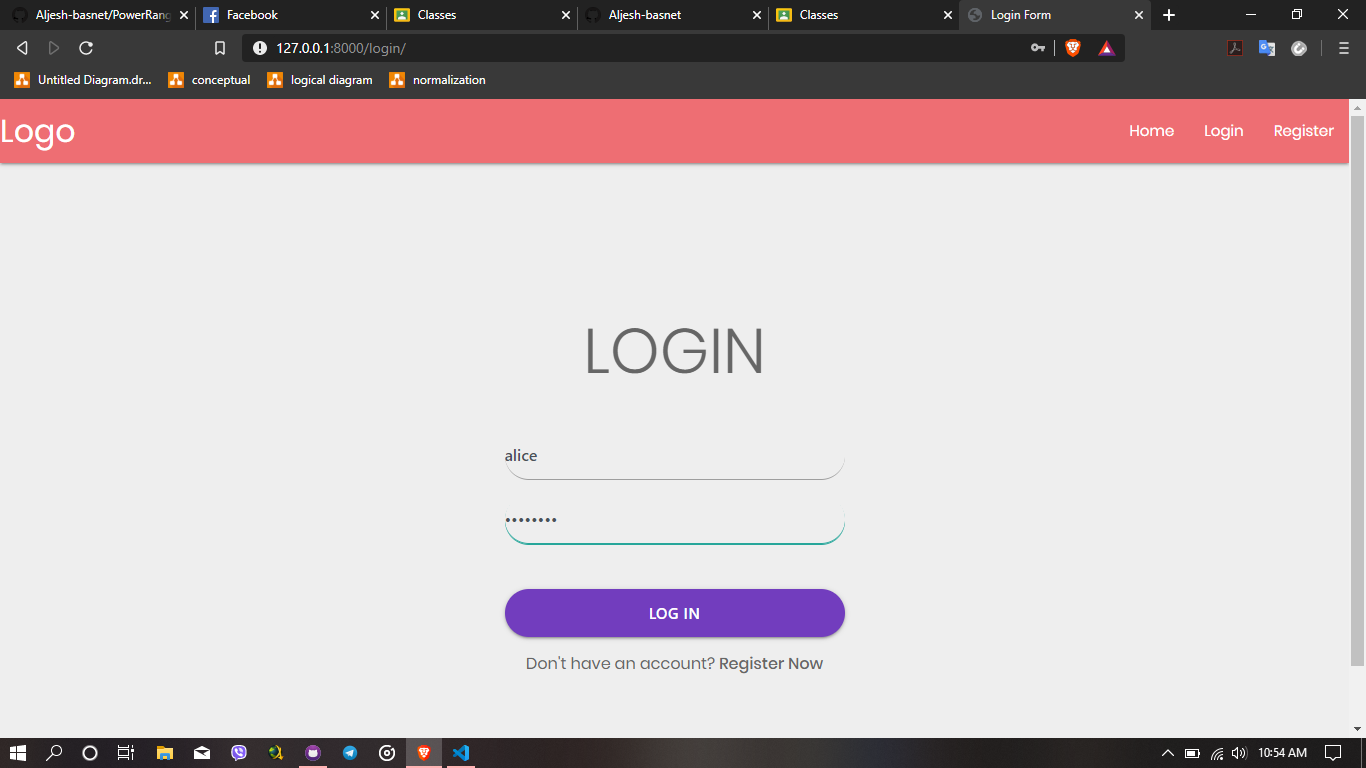 Aljesh-basnet/PowerRang
Facebook
Classes
Aljesh-basnet
Classes
Login Form
127.0.0.1:8000/login/
Untitled Diagram.dr...
conceptual
logical diagram
normalization
Logo
Home
Login
Register
LOGIN
alice
••••••••
LOG IN
Don't have an account? Register Now
10:54 AM